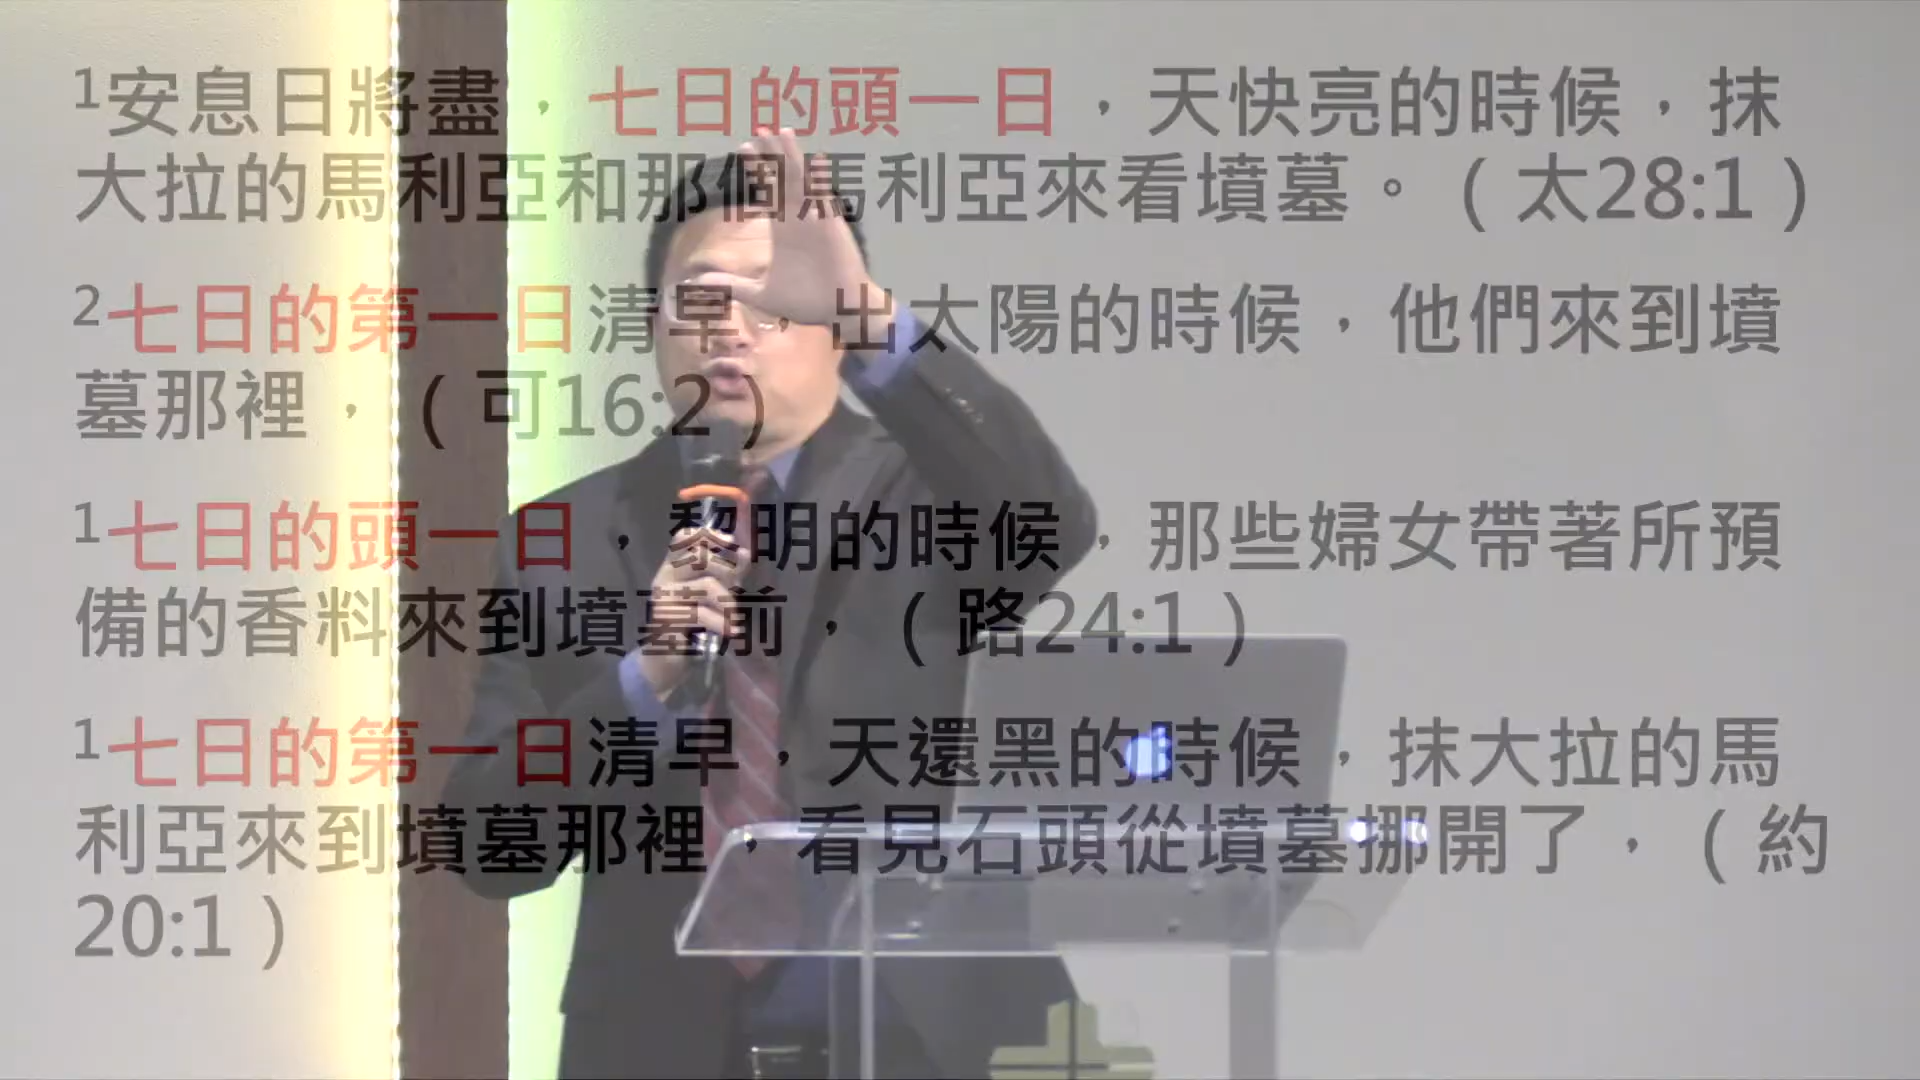 1安息日將盡，七日的頭一日，天快亮的時候，抹
大拉的馬利亞和那個馬利亞來看墳墓。（太28:1）
2七日的第一日清早，出太陽的時候，他們來到墳
墓那裡，（可16:2）
1七日的頭一日，黎明的時候，那些婦女帶著所預
備的香料來到墳墓前，（路24:1）
1七日的第一日清早，天還黑的時候，抹大拉的馬
利亞來到墳墓那裡，看見石頭從墳墓挪開了，（約
20:1）